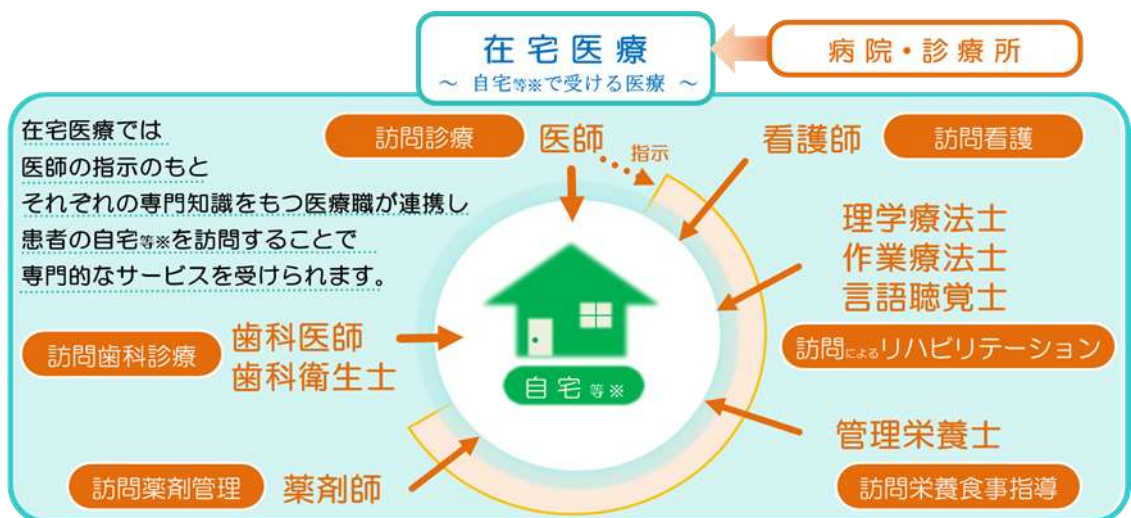 在宅医療
～ 自宅等※で受ける医療 ～
病院・診療所
在宅医療では
医師の指示のもと
それぞれの専門知識をもつ医療職が連携し
患者の自宅等※を訪問することで
専門的なサービスを受けられます。
訪問診療
医師
指示
看護師
訪問看護
理学療法士
作業療法士
言語聴覚士
訪問によるリハビリテーション
訪問歯科診療
歯科医師
歯科衛生士
自宅等※
管理栄養士
訪問栄養食事指導
訪問薬剤管理
薬剤師